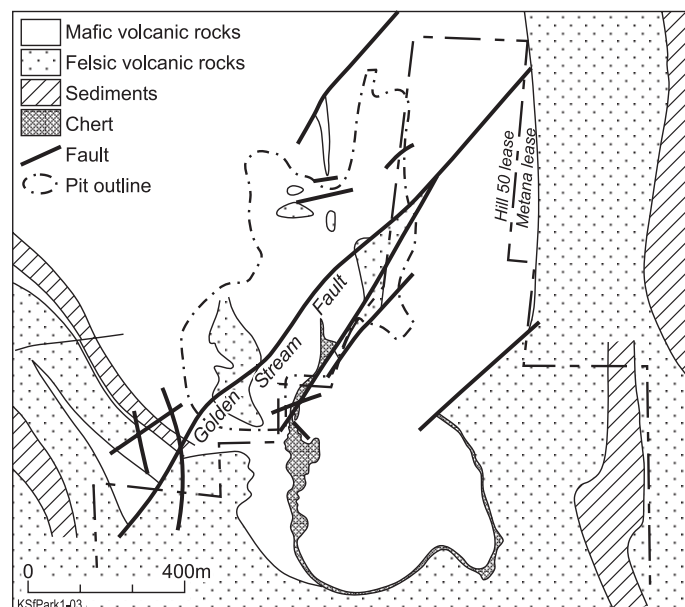 Mafic volcanic rocks
Felsic volcanic rocks
Sediments
Chert
Fault
Pit outline
Hill 50 lease
Metana lease
Golden Stream Fault
0 400m
KSfPark1-03